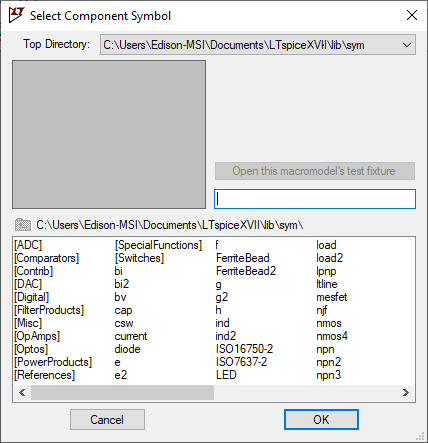 Select Component Symbol
Top Directory: C:\Users\Edison-MSI\Documents\LTspiceXVII\lib\sym
Open this macromodel's test fixture
C:\Users\Edison-MSI\Documents\LTspiceXVII\lib\sym\
[ADC] [SpecialFunctions] f load
[Comparators] [Switches] FerriteBead load2
[Contrib] bi FerriteBead2 lpnp
[DAC] bi2 g ltline
[Digital] bv g2 mesfet
[FilterProducts] cap h njf
[Misc] csw ind nmos
[OpAmps] current ind2 nmos4
[Optos] diode ISO16750-2 npn
[PowerProducts] e ISO7637-2 npn2
[References] e2 LED npn3
Cancel OK